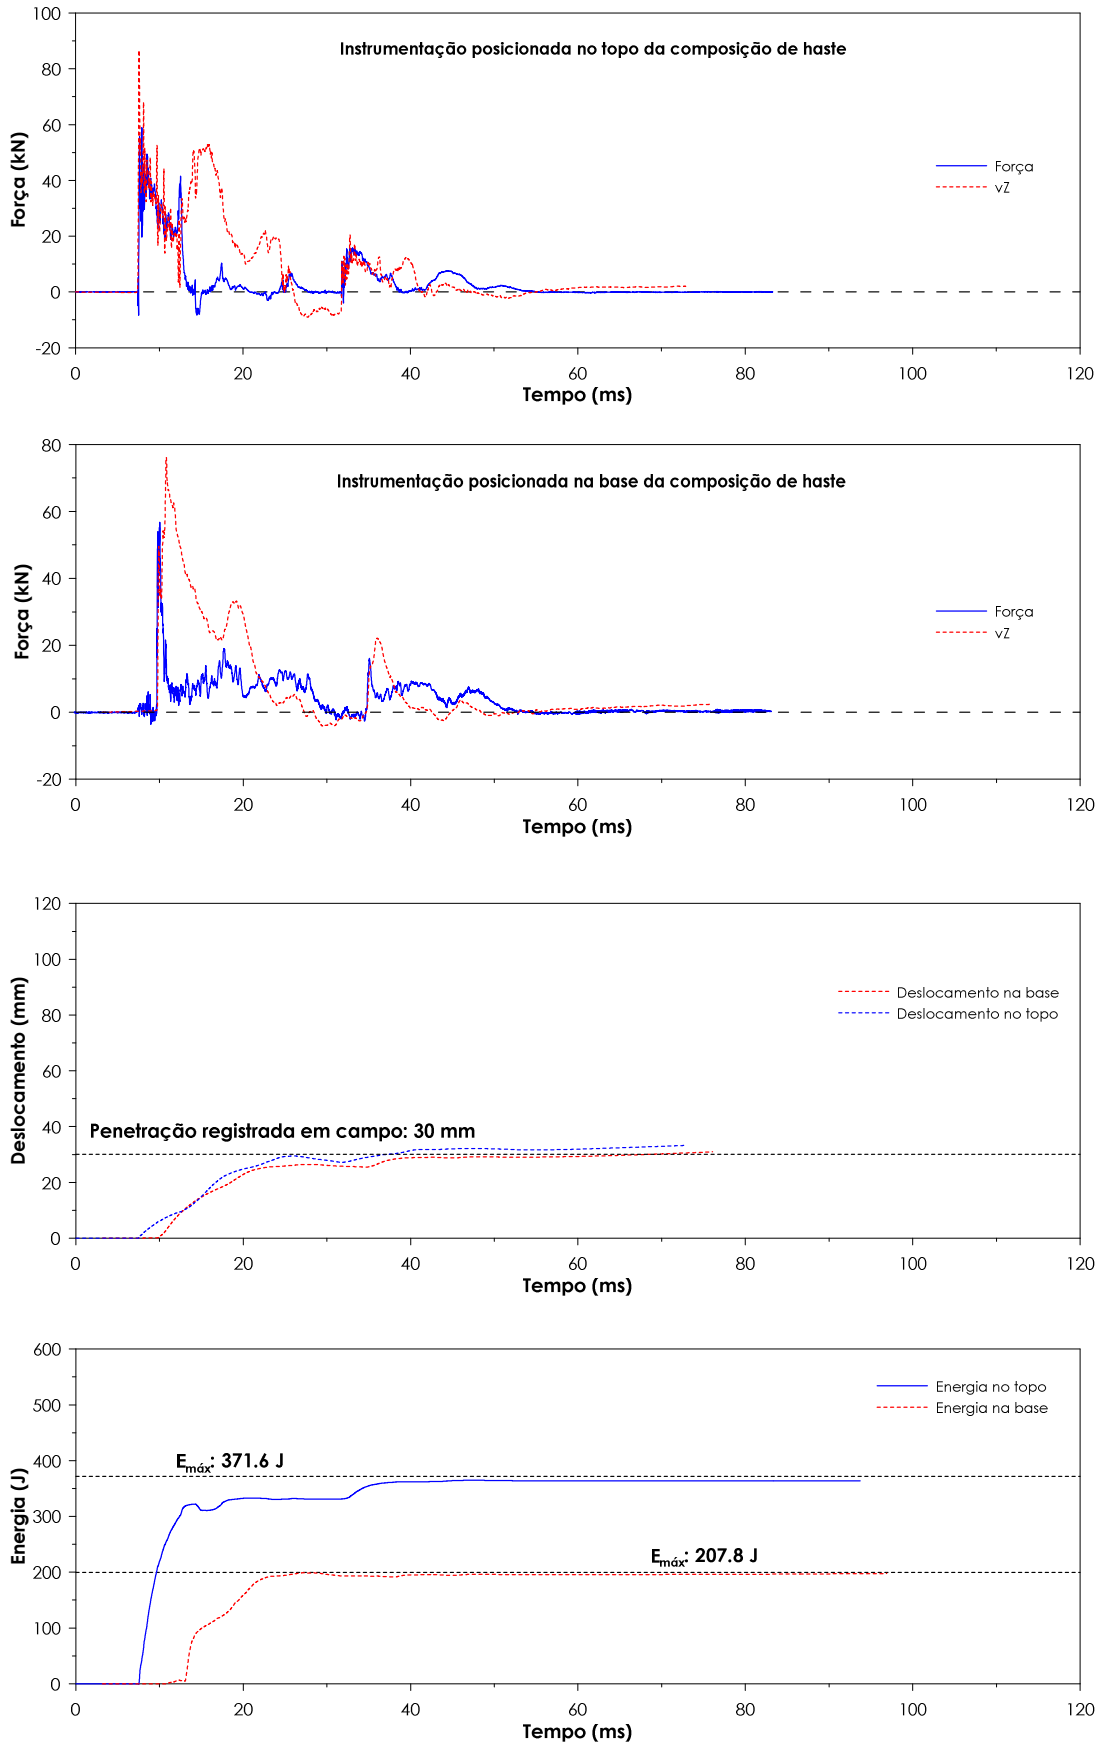 Instrumentação posicionada no topo da composição de haste
Força (kN)
100
80
60
40
20
0
-20
Força
vZ
0 20 40 60 80 100 120
Tempo (ms)
Instrumentação posicionada na base da composição de haste
Força (kN)
80
60
40
20
0
-20
Força
vZ
0 20 40 60 80 100 120
Tempo (ms)
Deslocamento (mm)
120
100
80
60
40
20
0
Deslocamento na base
Deslocamento no topo
Penetração registrada em campo: 30 mm
0 20 40 60 80 100 120
Tempo (ms)
Energia (J)
600
500
400
300
200
100
0
Energia no topo
Energia na base
Emáx: 371.6 J
Emáx: 207.8 J
0 20 40 60 80 100 120
Tempo (ms)